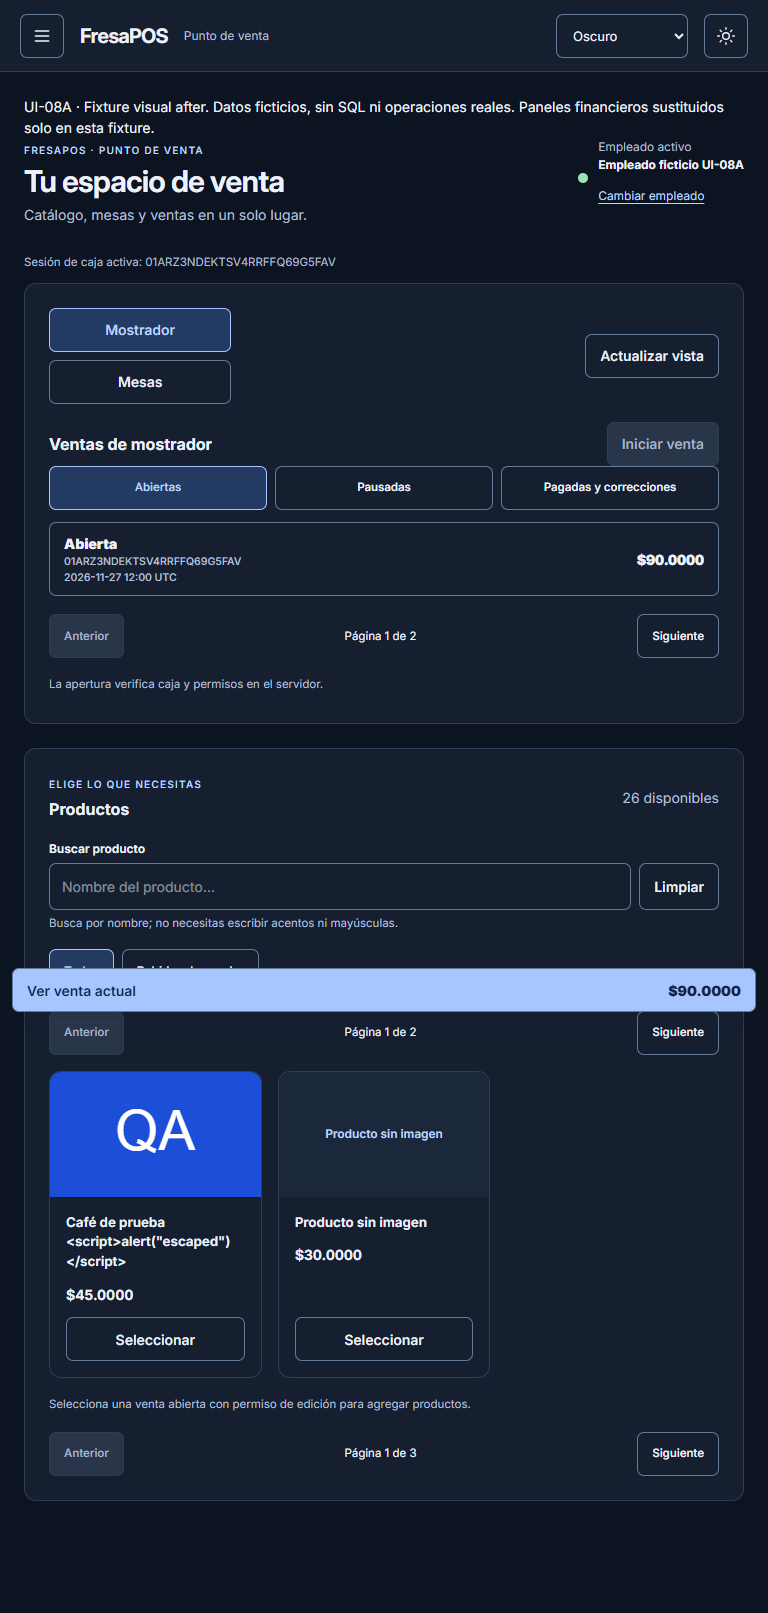 FresaPOS Punto de venta
Oscuro
UI-08A · Fixture visual after. Datos ficticios, sin SQL ni operaciones reales. Paneles financieros sustituidos
solo en esta fixture.
FRESAPOS · PUNTO DE VENTA
Tu espacio de venta
Catálogo, mesas y ventas en un solo lugar.
Empleado activo
Empleado ficticio UI-08A
Cambiar empleado
Sesión de caja activa: 01ARZ3NDEKTSV4RRFFQ69G5FAV
Mostrador
Mesas
Actualizar vista
Ventas de mostrador
Iniciar venta
Abiertas
Pausadas
Pagadas y correcciones
Abierta
01ARZ3NDEKTSV4RRFFQ69G5FAV
2026-11-27 12:00 UTC
$90.0000
Anterior
Página 1 de 2
Siguiente
La apertura verifica caja y permisos en el servidor.
ELIGE LO QUE NECESITAS
Productos
26 disponibles
Buscar producto
Nombre del producto...
Limpiar
Busca por nombre; no necesitas escribir acentos ni mayúsculas.
Ver venta actual
$90.0000
Anterior
Página 1 de 2
Siguiente
QA
Café de prueba
<script>alert("escaped")
</script>
$45.0000
Seleccionar
Producto sin imagen
Producto sin imagen
$30.0000
Seleccionar
Selecciona una venta abierta con permiso de edición para agregar productos.
Anterior
Página 1 de 3
Siguiente